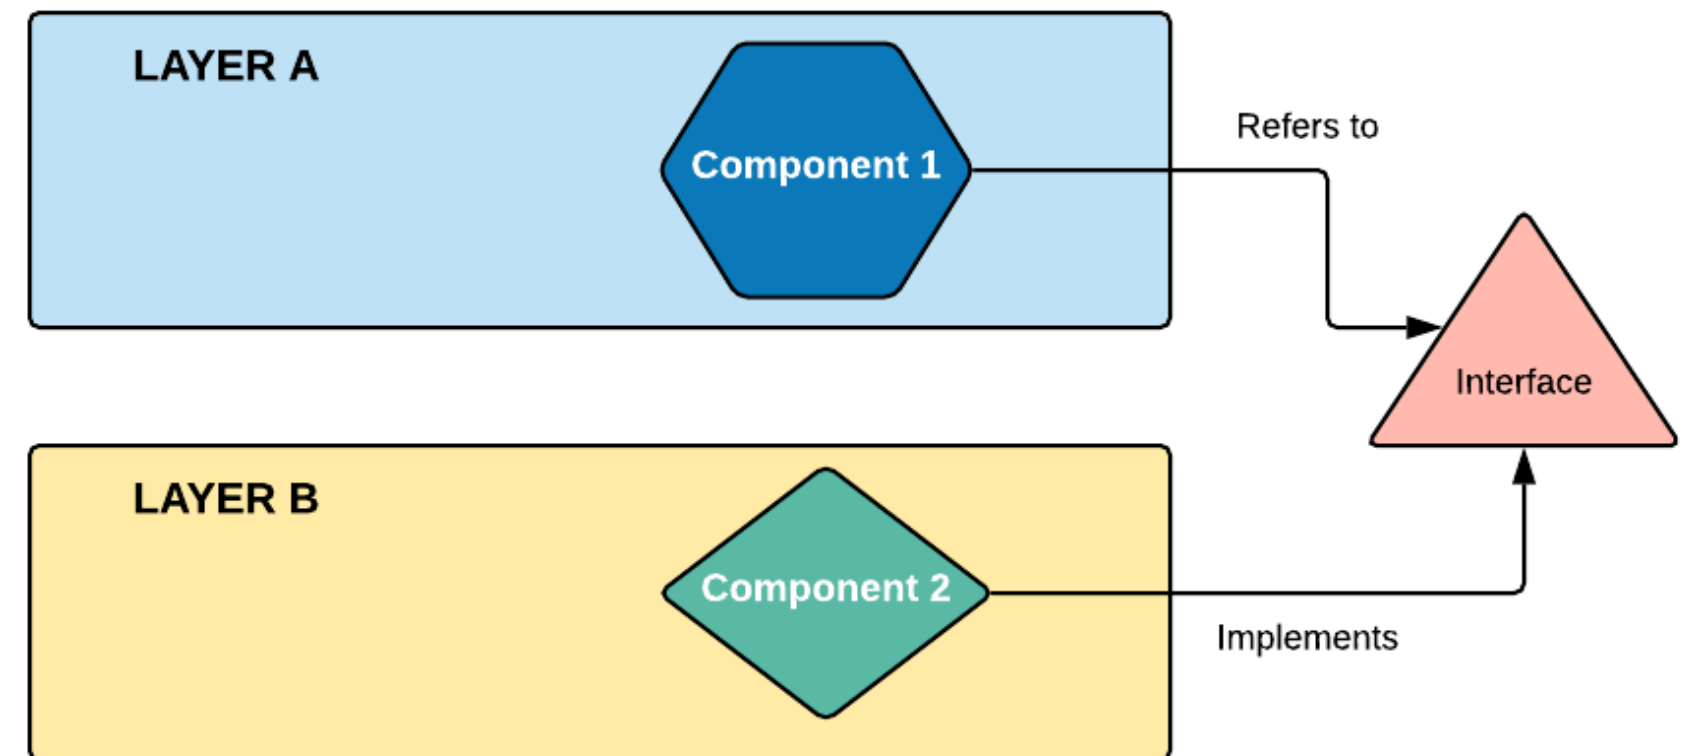 LAYER A
Component 1
Refers to
Interface
LAYER B
Component 2
Implements